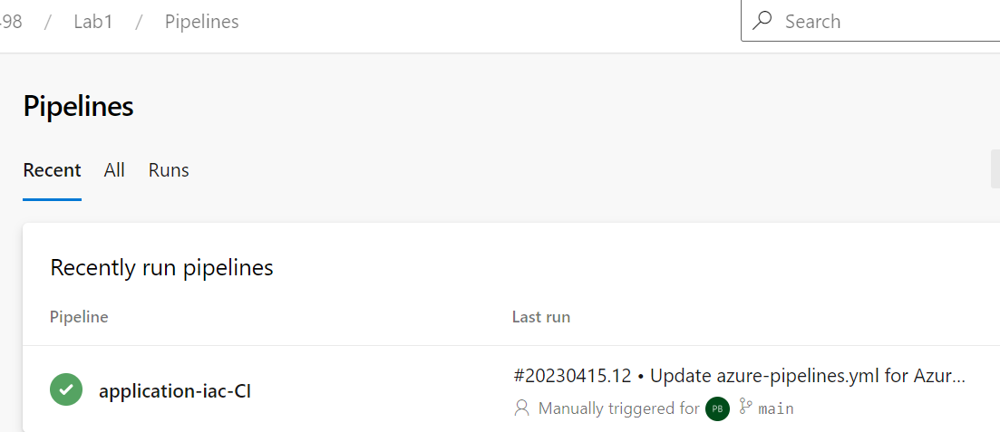 498 / Lab1 / Pipelines
Search
Pipelines
Recent All Runs
Recently run pipelines
Pipeline Last run
application-iac-CI
#20230415.12 • Update azure-pipelines.yml for Azur...
Manually triggered for PB main